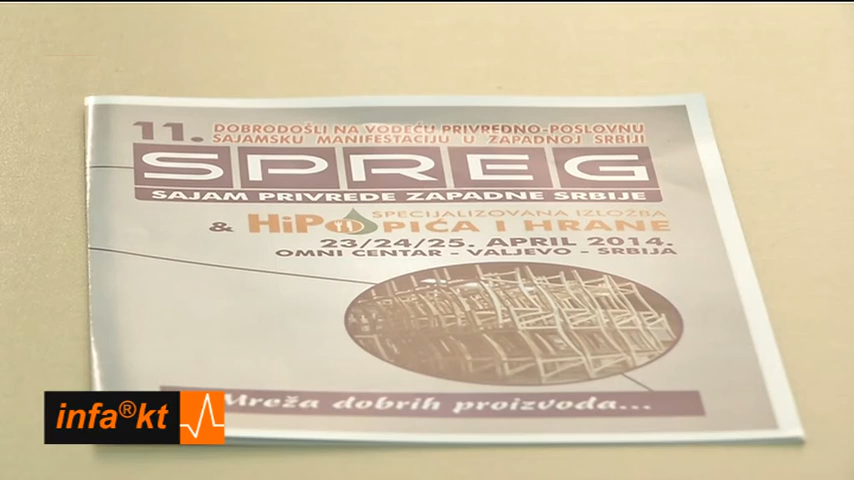 11. DOBRODOŠLI NA VODEĆU PRIVREDNO-POSLOVNU
SAJAMSKU MANIFESTACIJU U ZAPADNOJ SRBIJI
SPREG
SAJAM PRIVREDE ZAPADNE SRBIJE
& HiP SPECIJALIZOVANA IZLOŽBA
PIĆA I HRANE
23/24/25. APRIL 2014.
OMNI CENTAR - VALJEVO - SRBIJA
Mreža dobrih proizvoda...
infa®kt